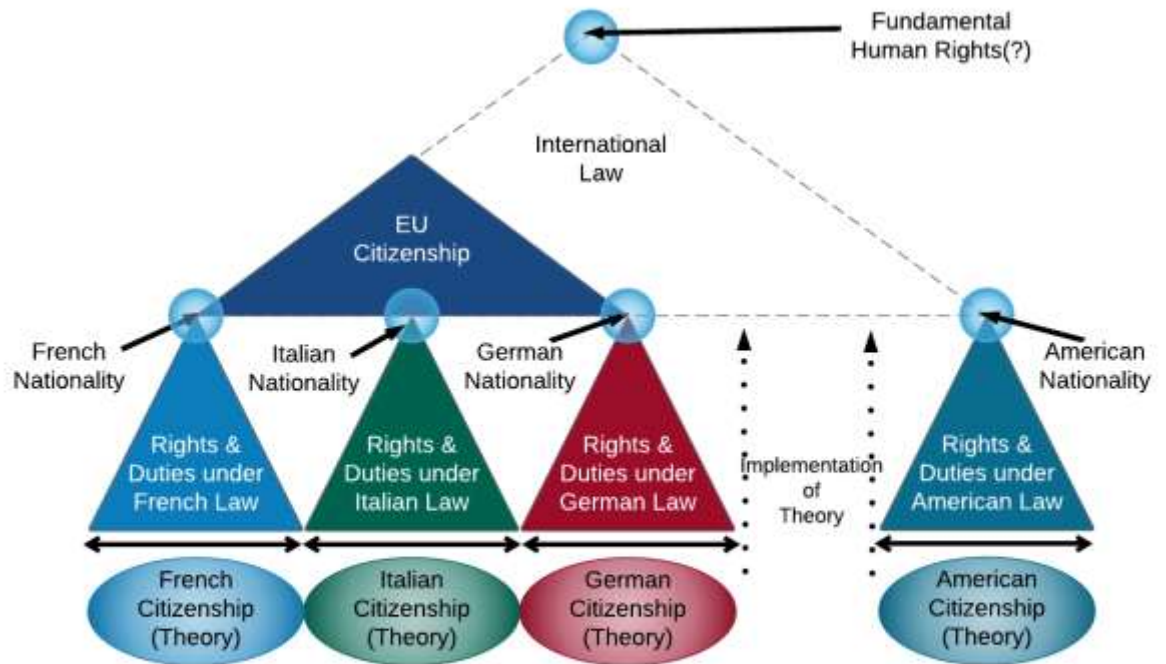 Fundamental
Human Rights(?)
International
Law
EU
Citizenship
French
Nationality
Italian
Nationality
German
Nationality
American
Nationality
Rights &
Duties under
French Law
Rights &
Duties under
Italian Law
Rights &
Duties under
German Law
Implementation
of
Theory
Rights &
Duties under
American Law
French
Citizenship
(Theory)
Italian
Citizenship
(Theory)
German
Citizenship
(Theory)
American
Citizenship
(Theory)